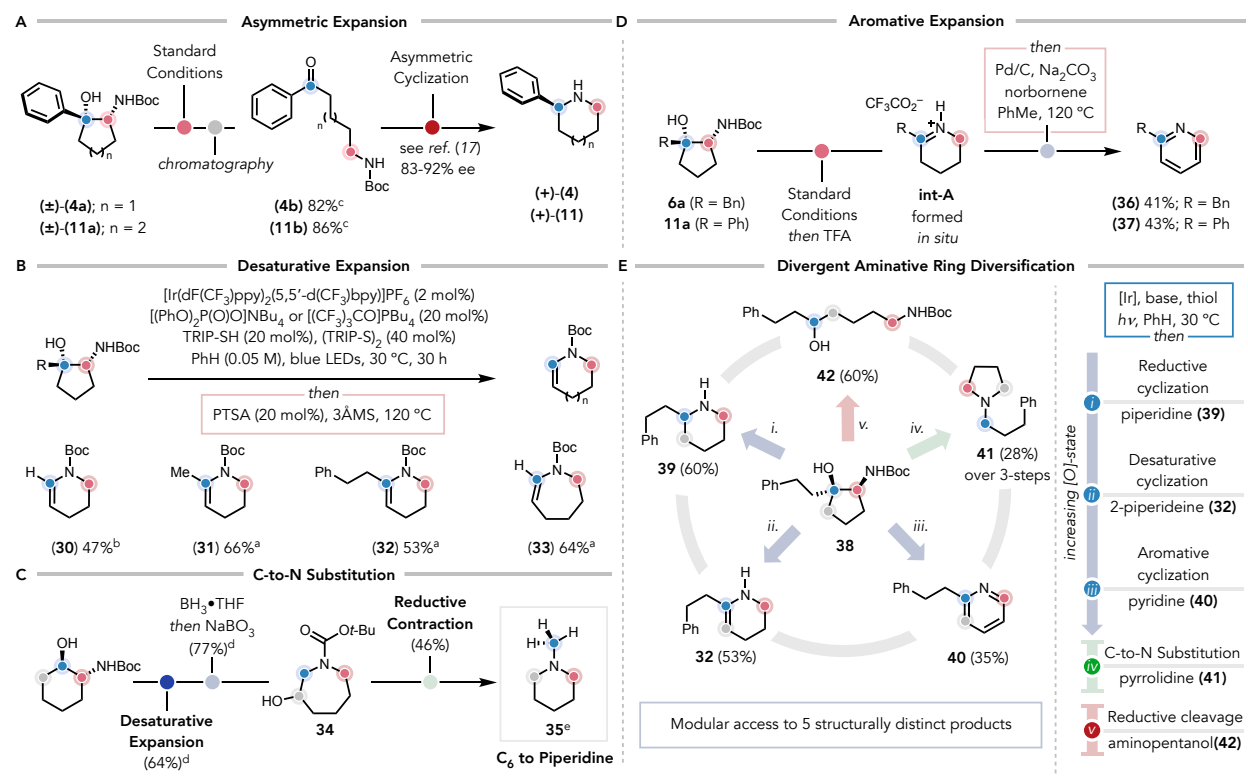 A Asymmetric Expansion
Standard
Conditions
OH
NHBoc
n
chromatography
(±)-(4a); n = 1
(±)-(11a); n = 2
O
n
NH
Boc
(4b) 82%c
(11b) 86%c
Asymmetric
Cyclization
see ref. (17)
83-92% ee
H
N
n
(+)-(4)
(+)-(11)
D Aromative Expansion
HO
NHBoc
R
6a (R = Bn)
11a (R = Ph)
Standard
Conditions
then TFA
CF3CO2−
H
+
N
R
int-A
formed
in situ
then
Pd/C, Na2CO3
norbornene
PhMe, 120 ºC
R
N
(36) 41%; R = Bn
(37) 43%; R = Ph
B Desaturative Expansion
[Ir(dF(CF3)ppy)2(5,5’-d(CF3)bpy)]PF6 (2 mol%)
[(PhO)2P(O)O]NBu4 or [(CF3)3CO]PBu4 (20 mol%)
TRIP-SH (20 mol%), (TRIP-S)2 (40 mol%)
PhH (0.05 M), blue LEDs, 30 ºC, 30 h
HO
NHBoc
R
then
PTSA (20 mol%), 3ÅMS, 120 ºC
Boc
N
n
Boc
H
N
(30) 47%b
Boc
Me
N
(31) 66%a
Boc
Ph
N
(32) 53%a
Boc
H
N
(33) 64%a
C C-to-N Substitution
OH
NHBoc
BH3•THF
then NaBO3
(77%)d
Desaturative
Expansion
(64%)d
O
Ot-Bu
N
HO
34
Reductive
Contraction
(46%)
H
H
H
N
35e
C6 to Piperidine
E Divergent Aminative Ring Diversification
Ph
NHBoc
OH
42 (60%)
H
N
Ph
39 (60%)
i.
v.
iv.
N
Ph
41 (28%)
over 3-steps
HO
NHBoc
Ph
38
ii.
iii.
H
N
Ph
32 (53%)
Ph
N
40 (35%)
Modular access to 5 structurally distinct products
[Ir], base, thiol
hν, PhH, 30 ºC
then
increasing [O]-state
Reductive
cyclization
i
piperidine (39)
Desaturative
cyclization
ii
2-piperideine (32)
Aromative
cyclization
iii
pyridine (40)
C-to-N Substitution
iv
pyrrolidine (41)
Reductive cleavage
v
aminopentanol(42)